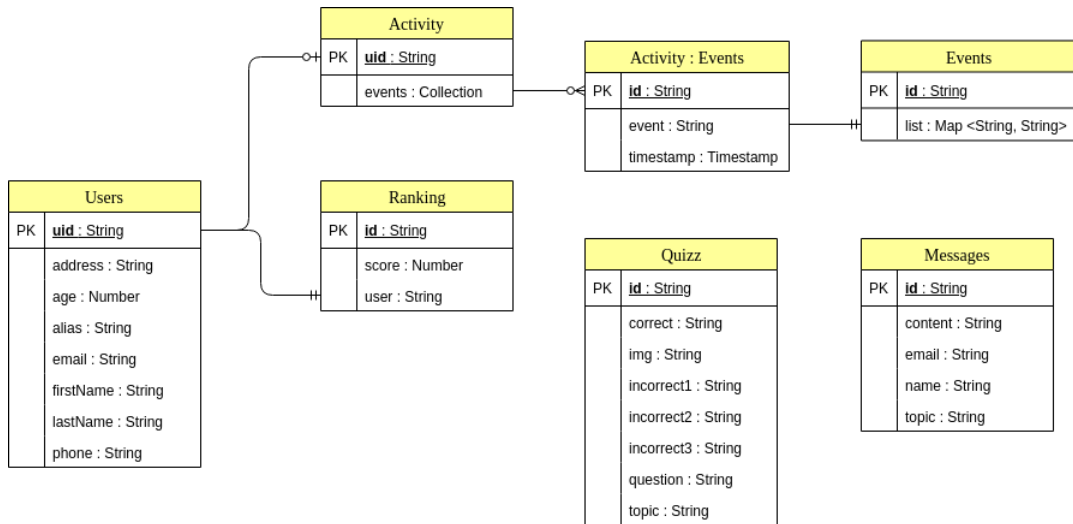 Activity
PK uid : String
events : Collection
Activity : Events
PK id : String
event : String
timestamp : Timestamp
Events
PK id : String
list : Map <String, String>
Users
PK uid : String
address : String
age : Number
alias : String
email : String
firstName : String
lastName : String
phone : String
Ranking
PK id : String
score : Number
user : String
Quizz
PK id : String
correct : String
img : String
incorrect1 : String
incorrect2 : String
incorrect3 : String
question : String
topic : String
Messages
PK id : String
content : String
email : String
name : String
topic : String